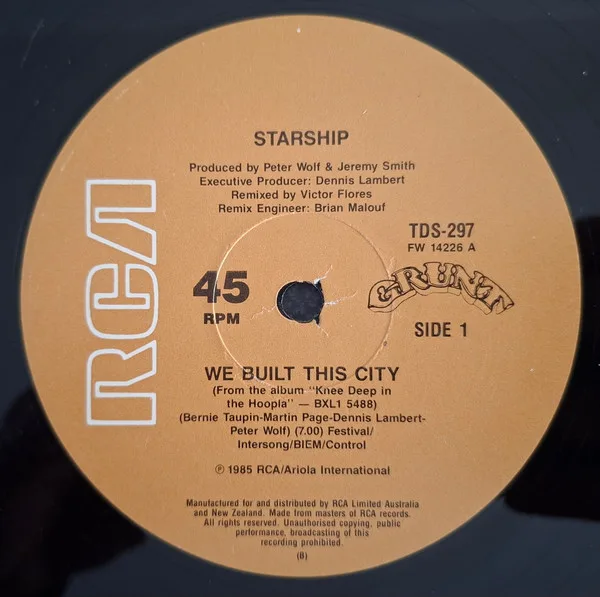 STARSHIP
Produced by Peter Wolf & Jeremy Smith
Executive Producer: Dennis Lambert
Remixed by Victor Flores
Remix Engineer: Brian Malouf
RCA
45
RPM
TDS-297
FW 14226 A
GRUNT
SIDE 1
WE BUILT THIS CITY
(From the album "Knee Deep in
the Hoopla" — BXL1 5488)
(Bernie Taupin-Martin Page-Dennis Lambert-
Peter Wolf) (7.00) Festival/
Intersong/BIEM/Control
℗ 1985 RCA/Ariola International
Manufactured for and distributed by RCA Limited Australia
and New Zealand. Made from masters of RCA records.
All rights reserved. Unauthorised copying, public
performance, broadcasting of this
recording prohibited.
(B)